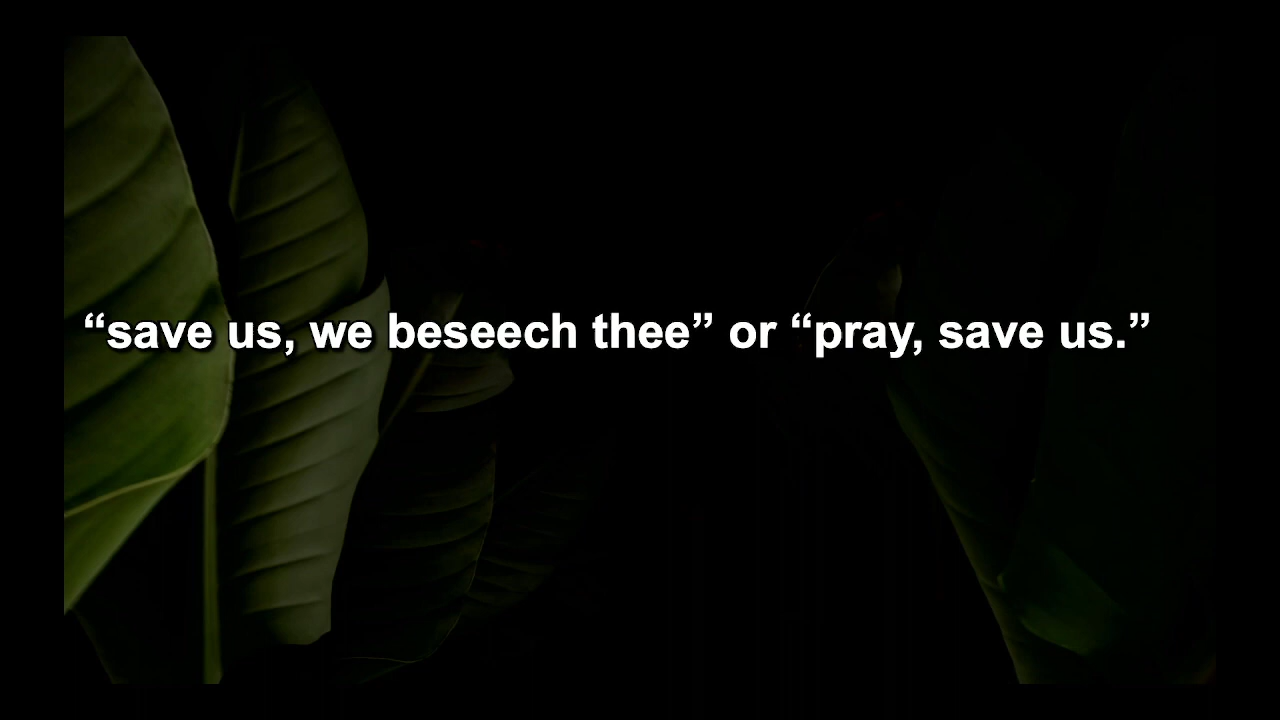 “save us, we beseech thee” or “pray, save us.”